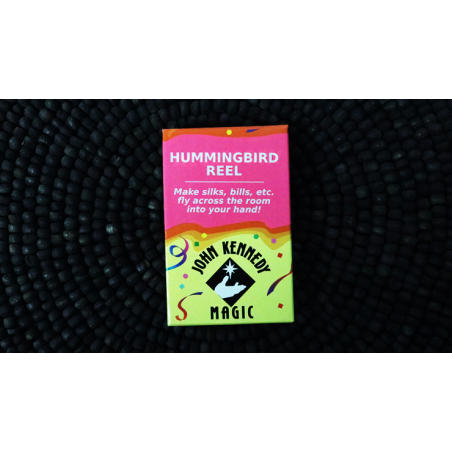 HUMMINGBIRD
REEL
Make silks, bills, etc.
fly across the room
into your hand!
JOHN KENNEDY
MAGIC